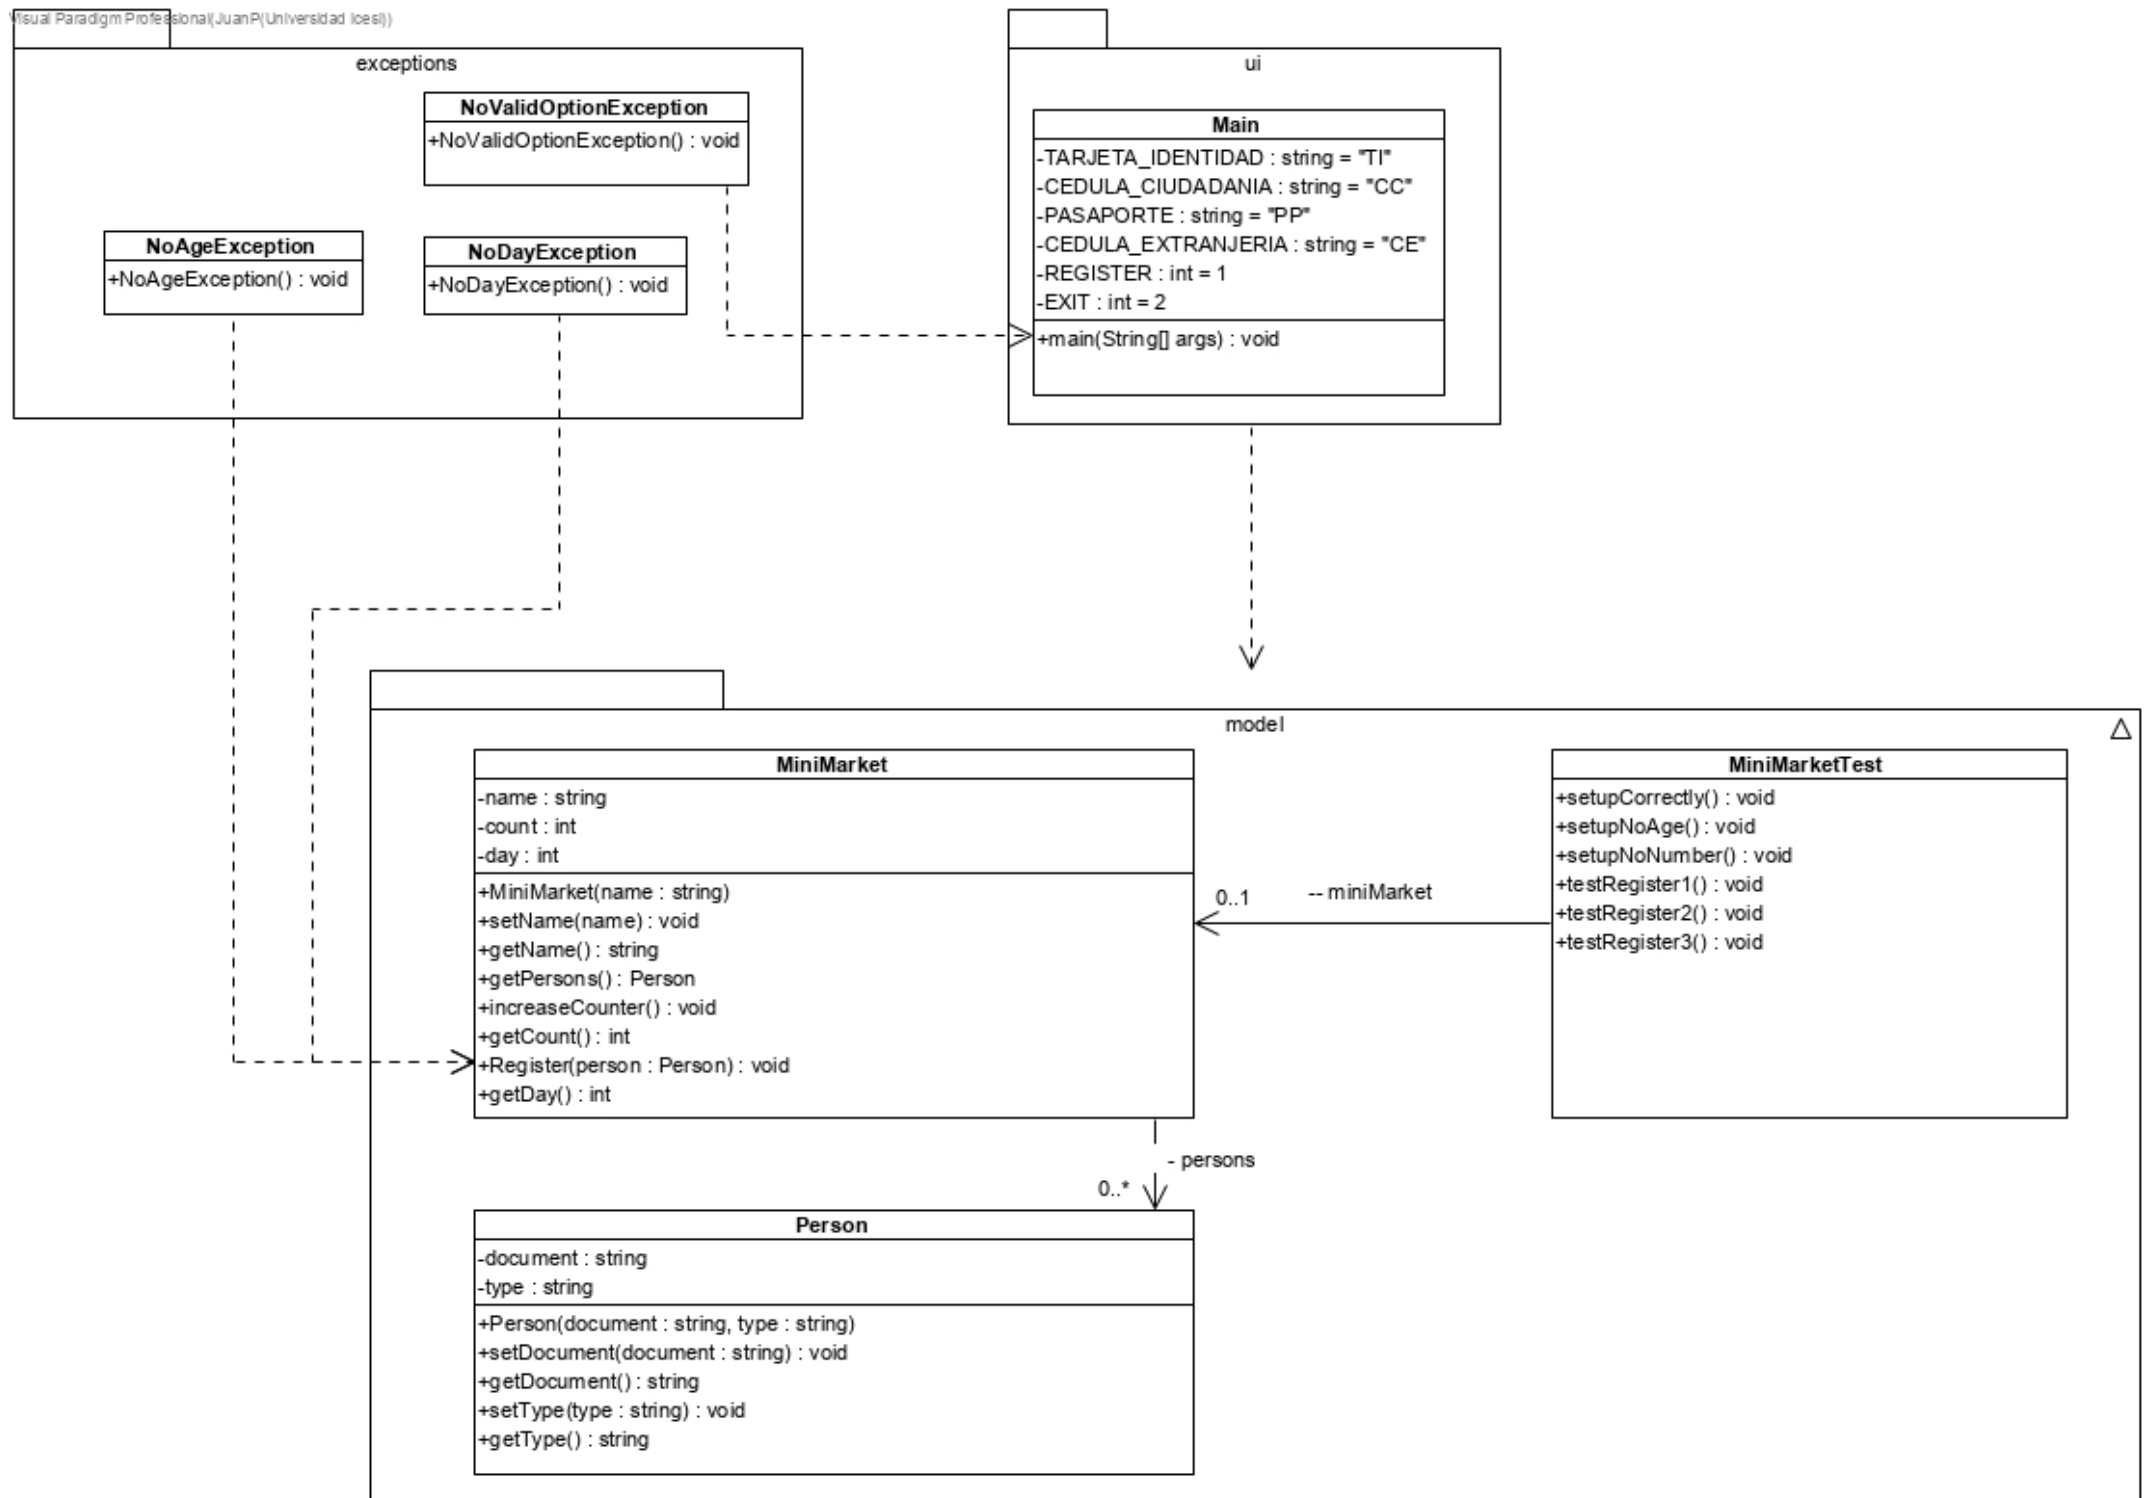 Visual Paradigm Professional(JuanP(Universidad Icesi))
exceptions
NoValidOptionException
+NoValidOptionException() : void
NoAgeException
+NoAgeException() : void
NoDayException
+NoDayException() : void
ui
Main
-TARJETA_IDENTIDAD : string = "TI"
-CEDULA_CIUDADANIA : string = "CC"
-PASAPORTE : string = "PP"
-CEDULA_EXTRANJERIA : string = "CE"
-REGISTER : int = 1
-EXIT : int = 2
+main(String[] args) : void
model
MiniMarket
-name : string
-count : int
-day : int
+MiniMarket(name : string)
+setName(name) : void
+getName() : string
+getPersons() : Person
+increaseCounter() : void
+getCount() : int
+Register(person : Person) : void
+getDay() : int
0..1
-- miniMarket
MiniMarketTest
+setupCorrectly() : void
+setupNoAge() : void
+setupNoNumber() : void
+testRegister1() : void
+testRegister2() : void
+testRegister3() : void
- persons
0..*
Person
-document : string
-type : string
+Person(document : string, type : string)
+setDocument(document : string) : void
+getDocument() : string
+setType(type : string) : void
+getType() : string